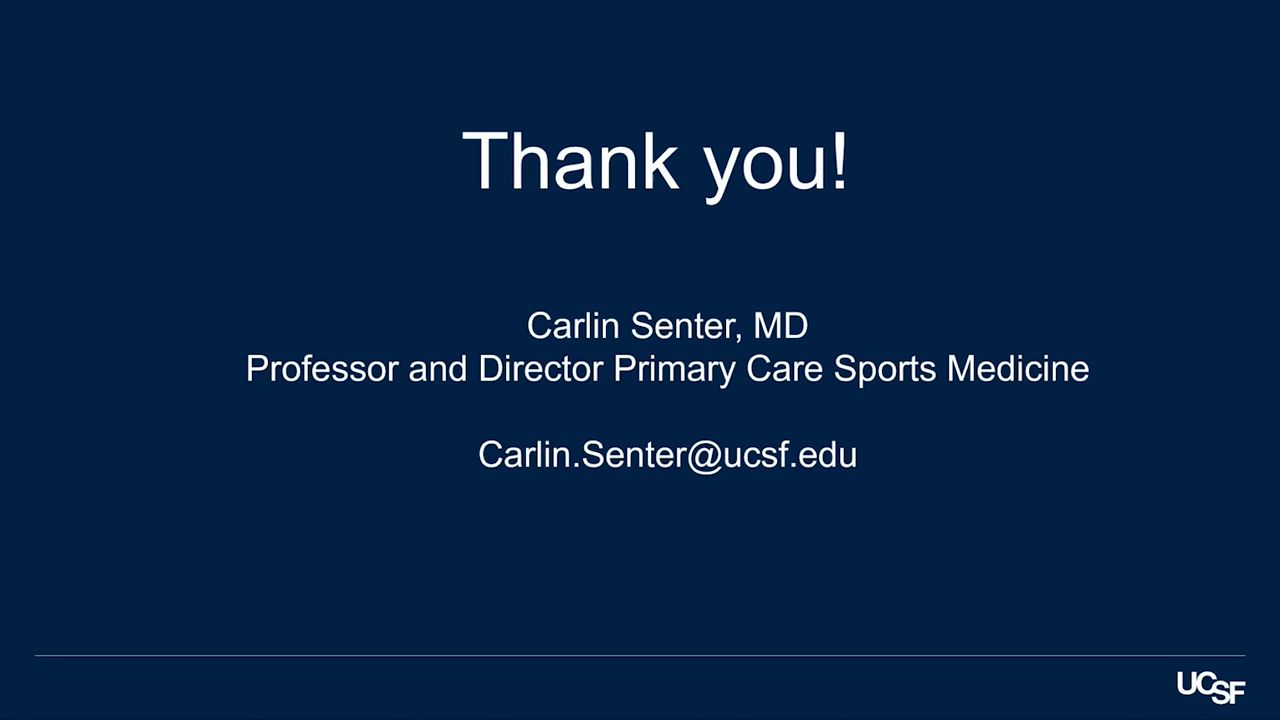 Thank you!
Carlin Senter, MD
Professor and Director Primary Care Sports Medicine
Carlin.Senter@ucsf.edu
UCSF